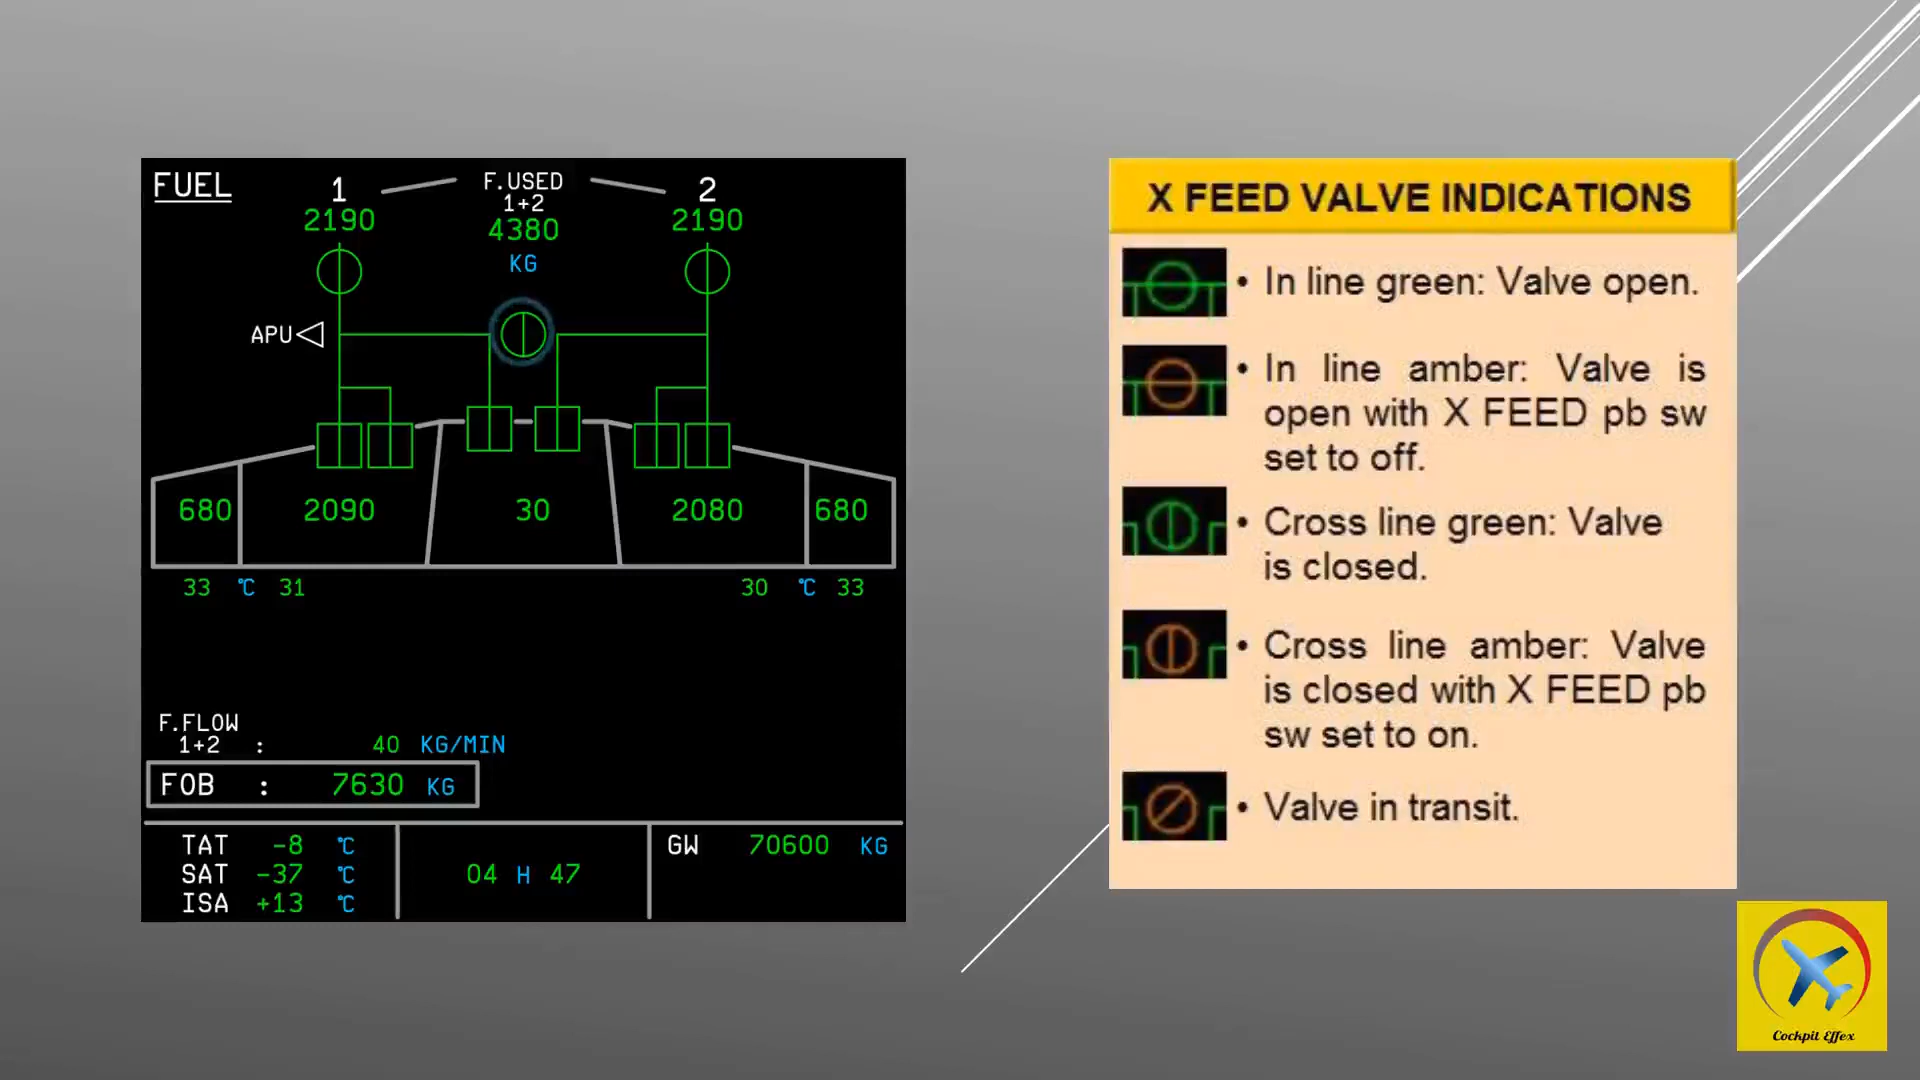 FUEL
1
F.USED
1+2
2
2190
4380
2190
KG
APU
680
2090
30
2080
680
33 °C 31
30 °C 33
F.FLOW
1+2 : 40 KG/MIN
FOB : 7630 KG
TAT -8 °C
SAT -37 °C
ISA +13 °C
04 H 47
GW 70600 KG
X FEED VALVE INDICATIONS
• In line green: Valve open.
• In line amber: Valve is
open with X FEED pb sw
set to off.
• Cross line green: Valve
is closed.
• Cross line amber: Valve
is closed with X FEED pb
sw set to on.
• Valve in transit.
Cockpit Effex